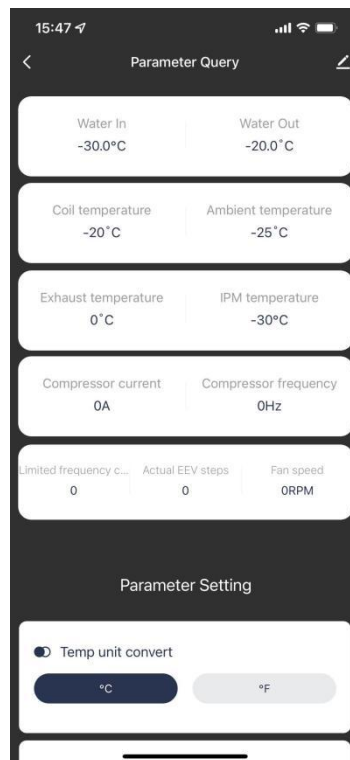 15:47
Parameter Query
Water In Water Out
-30.0°C -20.0°C
Coil temperature Ambient temperature
-20°C -25°C
Exhaust temperature IPM temperature
0°C -30°C
Compressor current Compressor frequency
0A 0Hz
Limited frequency c... Actual EEV steps Fan speed
0 0 0RPM
Parameter Setting
Temp unit convert
°C °F